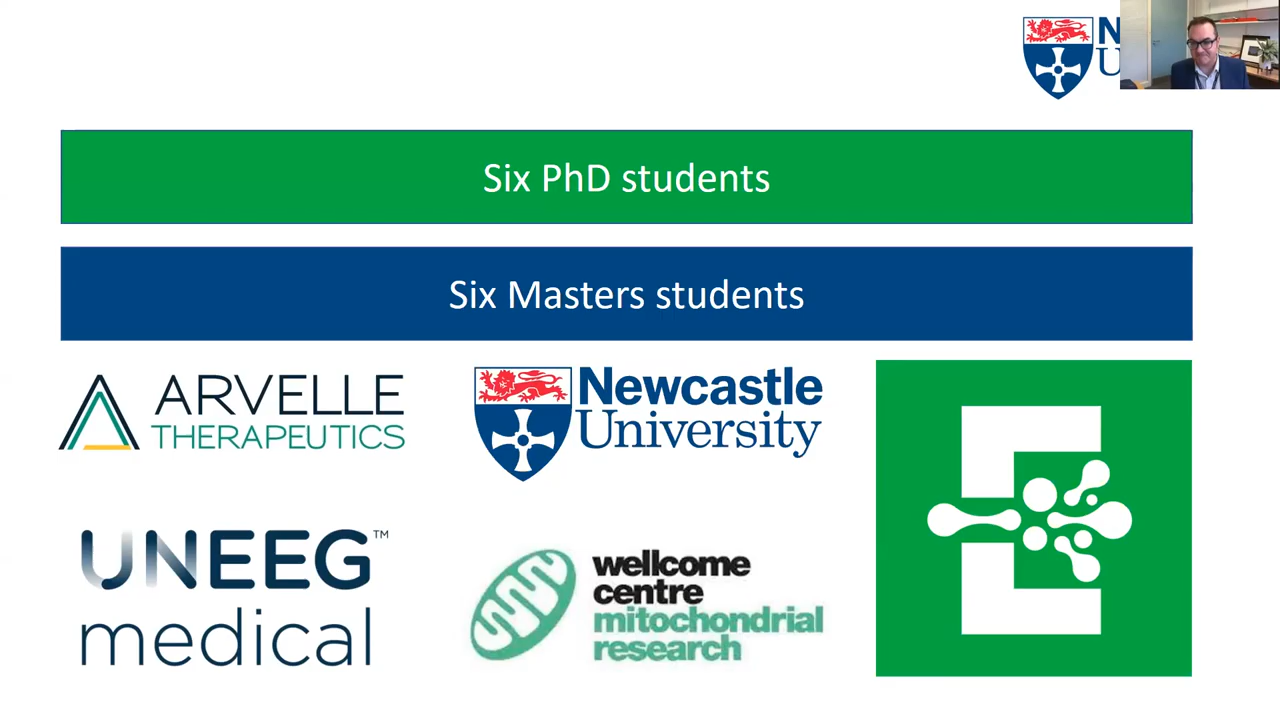 N
U
Six PhD students
Six Masters students
ARVELLE
THERAPEUTICS
Newcastle
University
UNEEG™
medical
wellcome
centre
mitochondrial
research